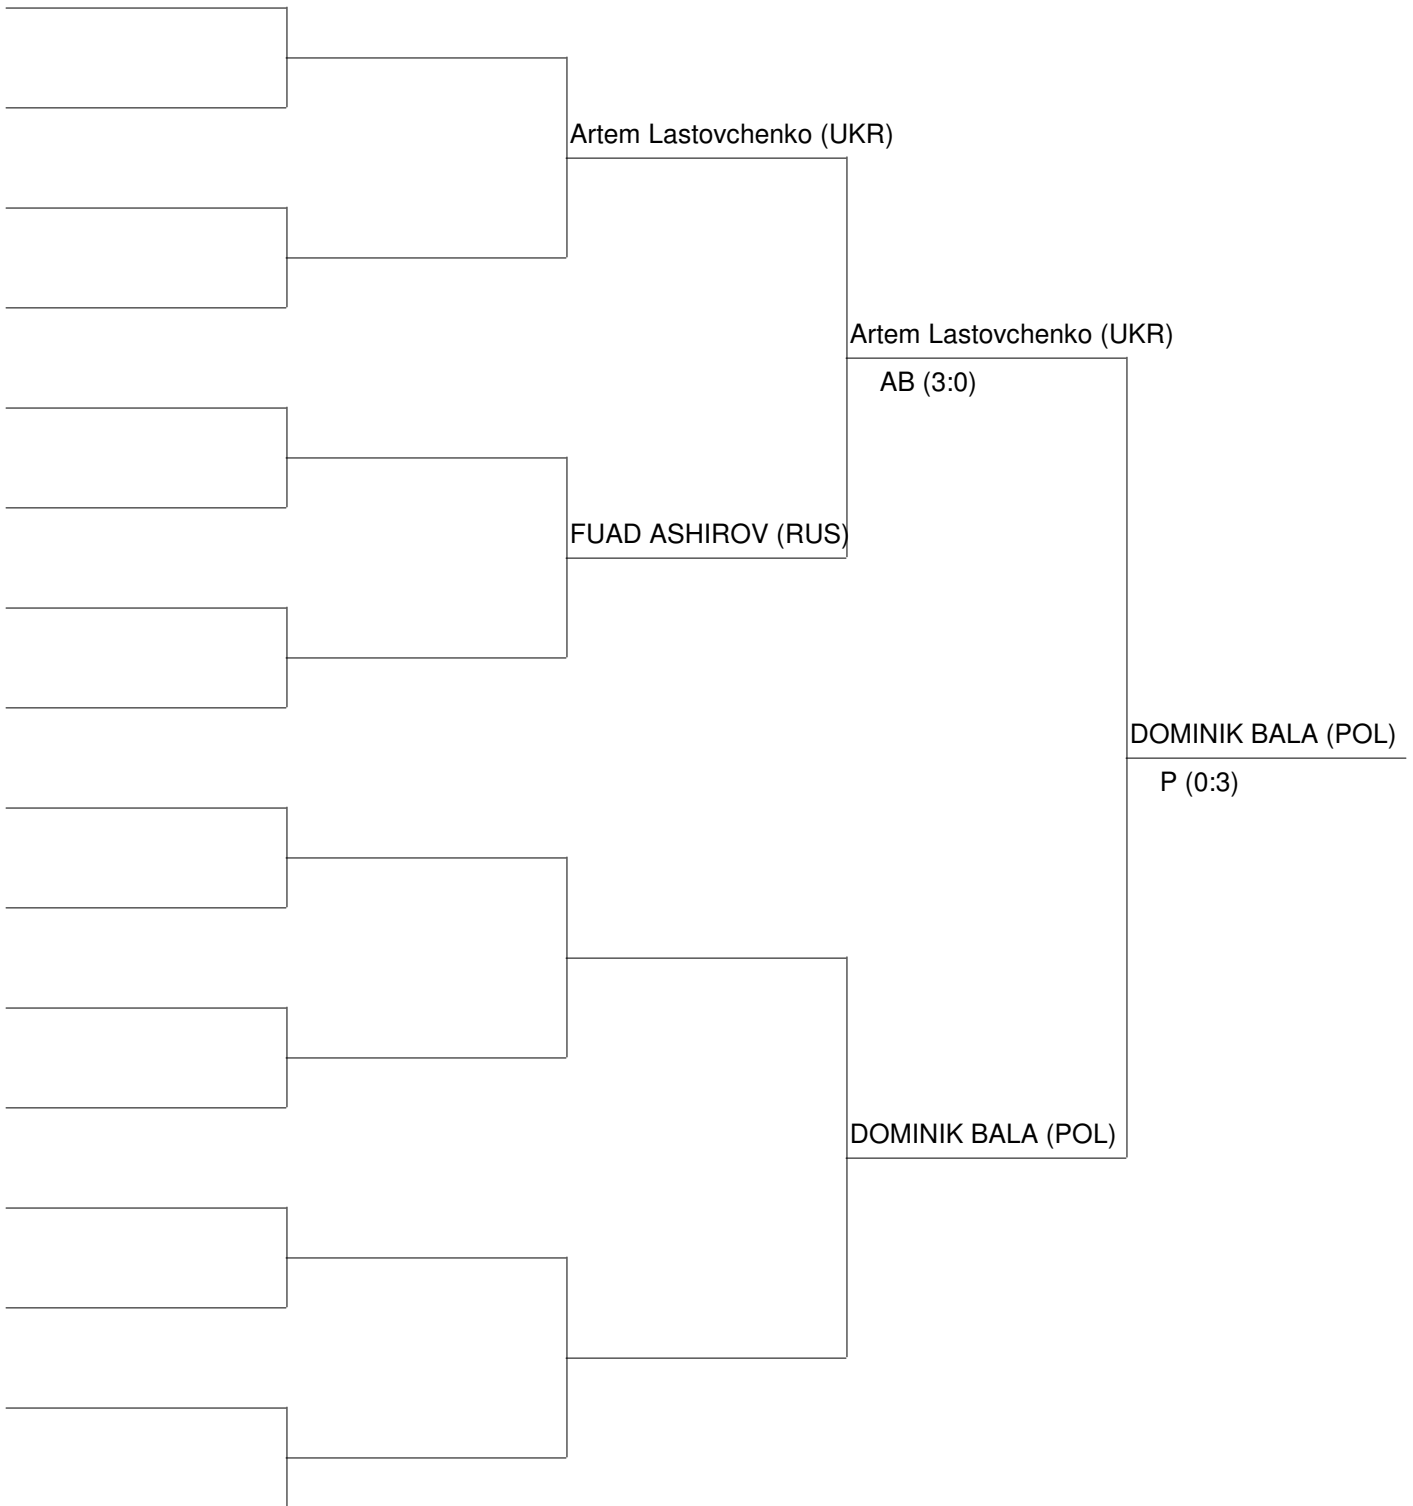 Artem Lastovchenko (UKR)
Artem Lastovchenko (UKR)
AB (3:0)
FUAD ASHIROV (RUS)
DOMINIK BALA (POL)
P (0:3)
DOMINIK BALA (POL)